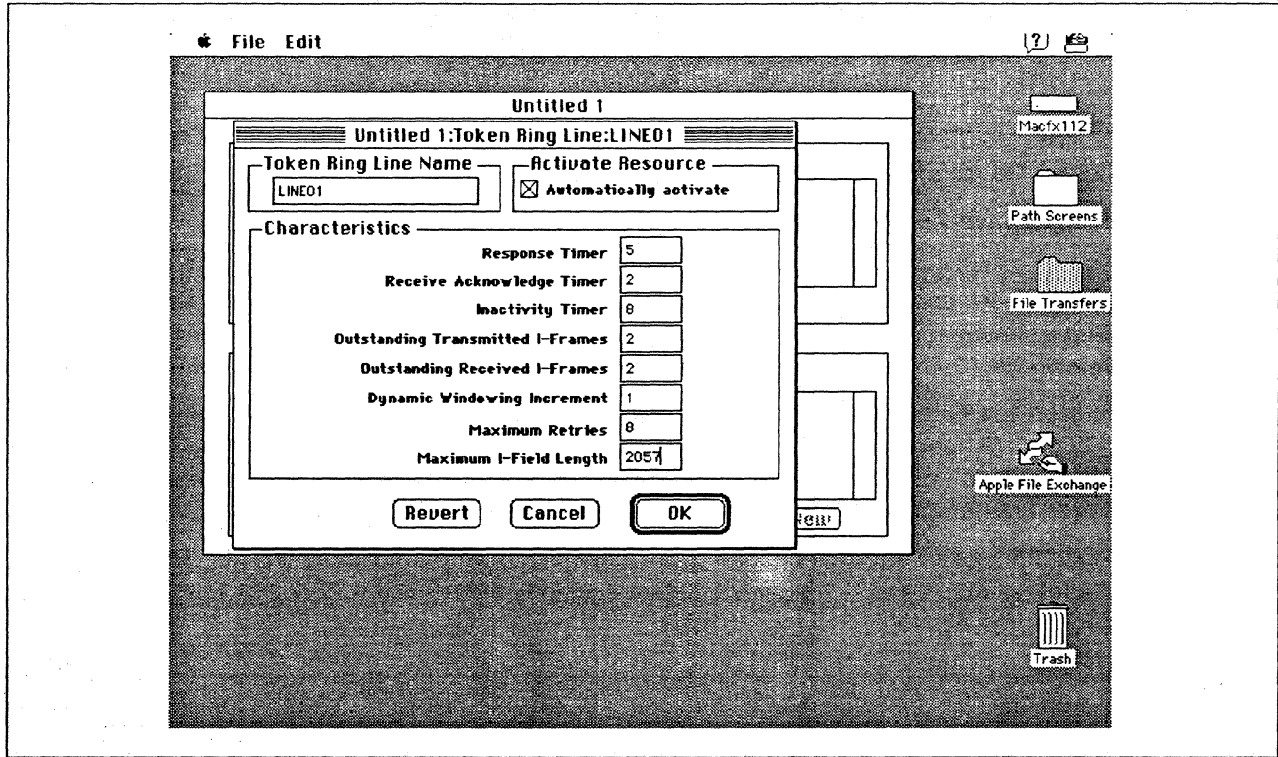 File Edit
Untitled 1
Untitled 1:Token Ring Line:LINE01
Token Ring Line Name
LINE01
Activate Resource
Automatically activate
Characteristics
Response Timer 5
Receive Acknowledge Timer 2
Inactivity Timer 8
Outstanding Transmitted I-Frames 2
Outstanding Received I-Frames 2
Dynamic Windowing Increment 1
Maximum Retries 8
Maximum I-Field Length 2057
Revert Cancel OK
Macfx112
Path Screens
File Transfers
Apple File Exchange
Trash